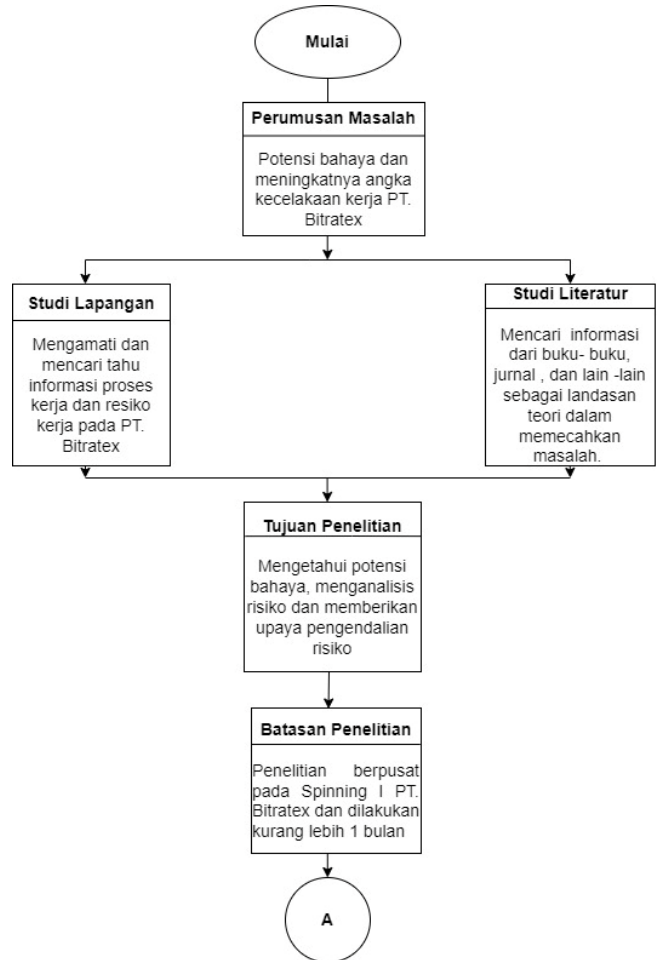 Mulai
Perumusan Masalah
Potensi bahaya dan
meningkatnya angka
kecelakaan kerja PT.
Bitratex
Studi Lapangan
Mengamati dan
mencari tahu
informasi proses
kerja dan resiko
kerja pada PT.
Bitratex
Studi Literatur
Mencari informasi
dari buku- buku,
jurnal , dan lain -lain
sebagai landasan
teori dalam
memecahkan
masalah.
Tujuan Penelitian
Mengetahui potensi
bahaya, menganalisis
risiko dan memberikan
upaya pengendalian
risiko
Batasan Penelitian
Penelitian berpusat
pada Spinning I PT.
Bitratex dan dilakukan
kurang lebih 1 bulan
A